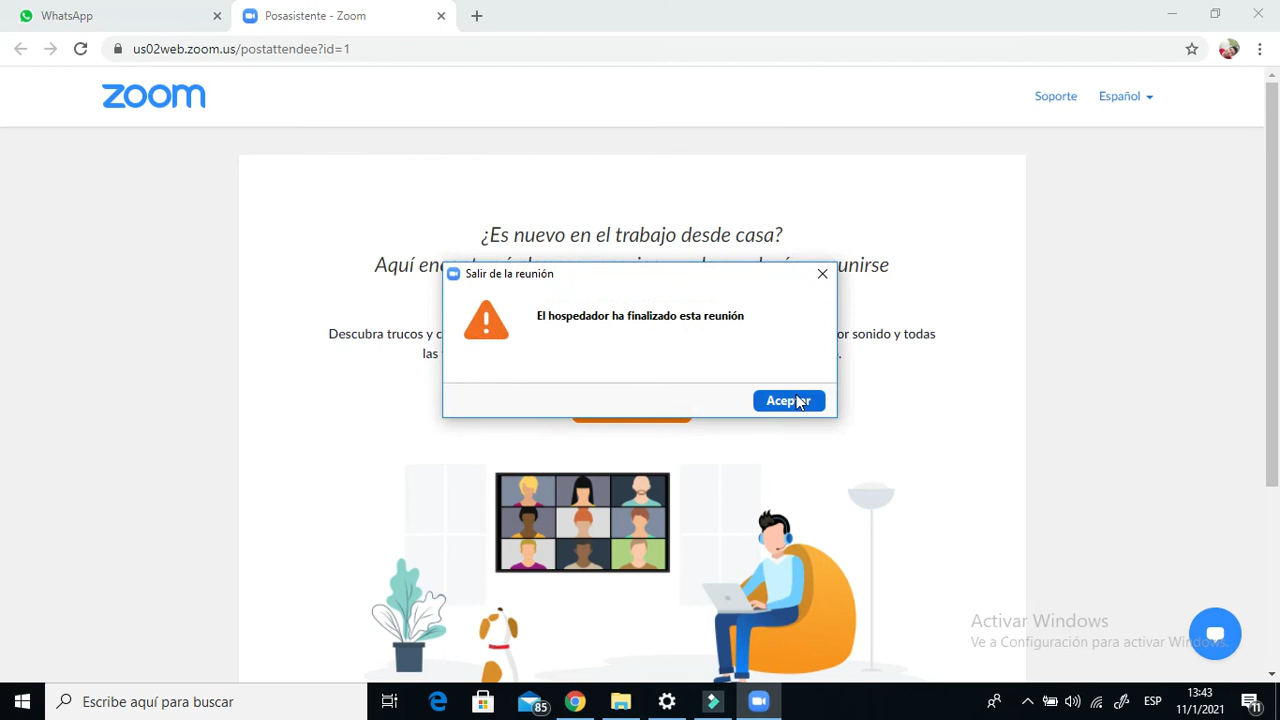 WhatsApp
Posasistente - Zoom
us02web.zoom.us/postattendee?id=1
zoom
Soporte
Español
¿Es nuevo en el trabajo desde casa?
Aquí
unirse
Descubra trucos y
or sonido y todas
las
Salir de la reunión
El hospedador ha finalizado esta reunión
Aceptar
Activar Windows
Ve a Configuración para activar Windows.
Escribe aquí para buscar
85
ESP
13:43
11/1/2021
11